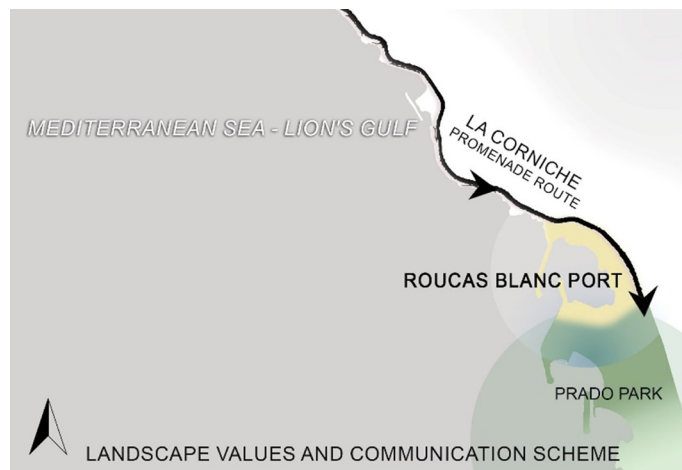 MEDITERRANEAN SEA - LION'S GULF
LA CORNICHE
PROMENADE ROUTE
ROUCAS BLANC PORT
PRADO PARK
LANDSCAPE VALUES AND COMMUNICATION SCHEME